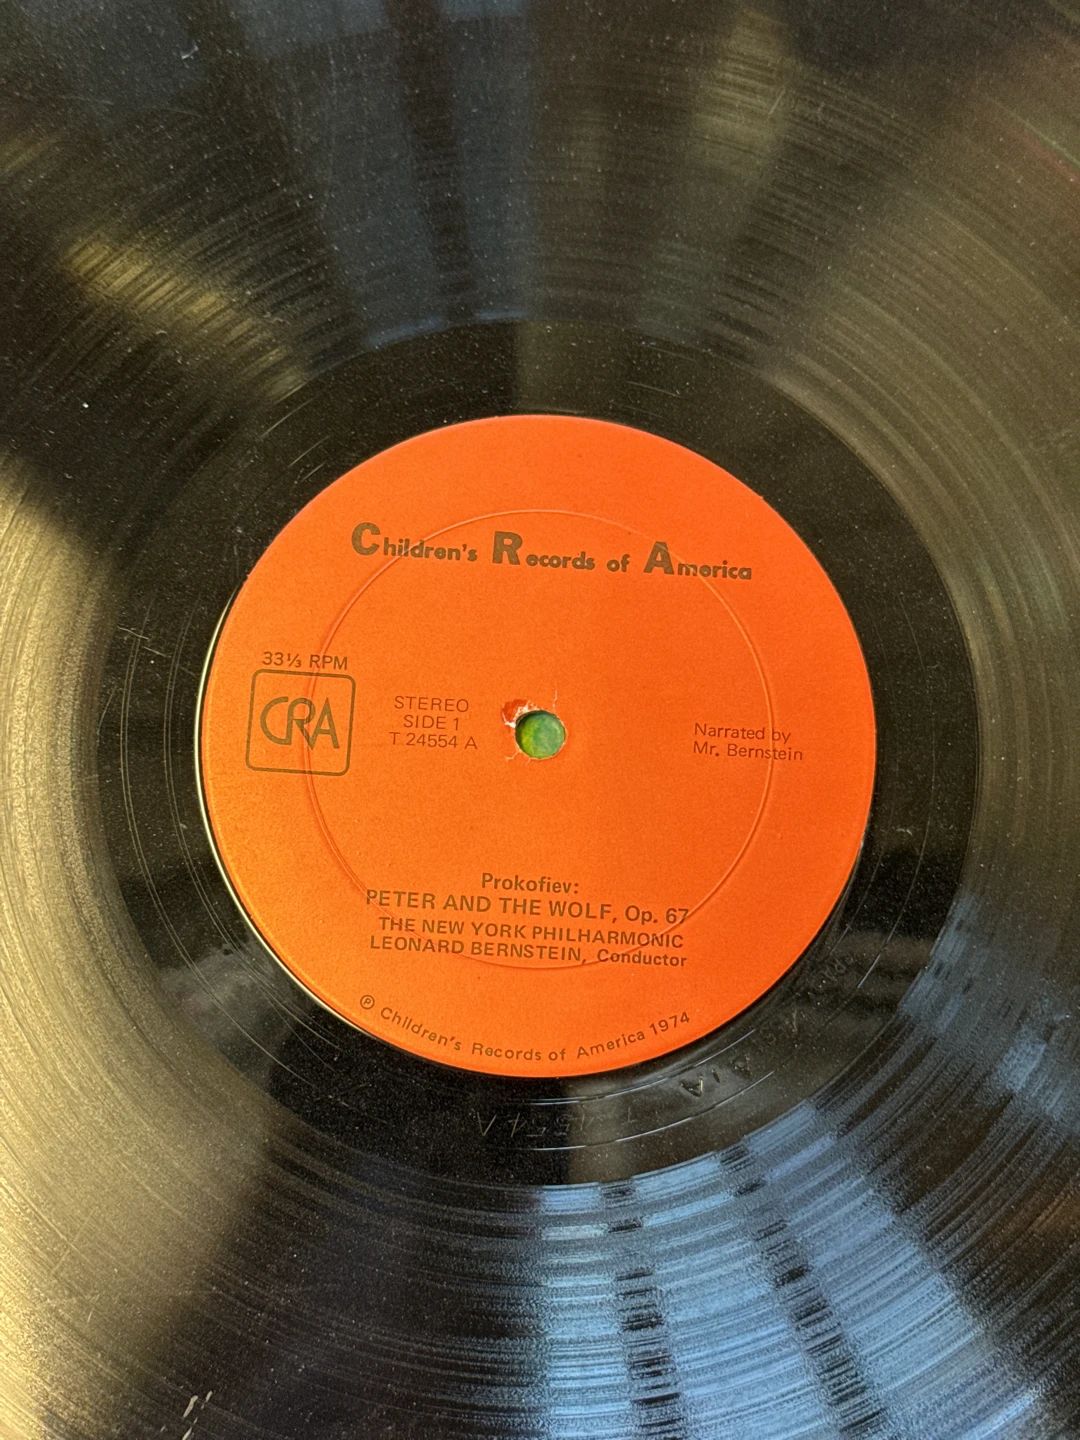 Children's Records of America
33⅓ RPM
CRA
STEREO
SIDE 1
T 24554 A
Narrated by
Mr. Bernstein
Prokofiev:
PETER AND THE WOLF, Op. 67
THE NEW YORK PHILHARMONIC
LEONARD BERNSTEIN, Conductor
Ⓟ Children's Records of America 1974